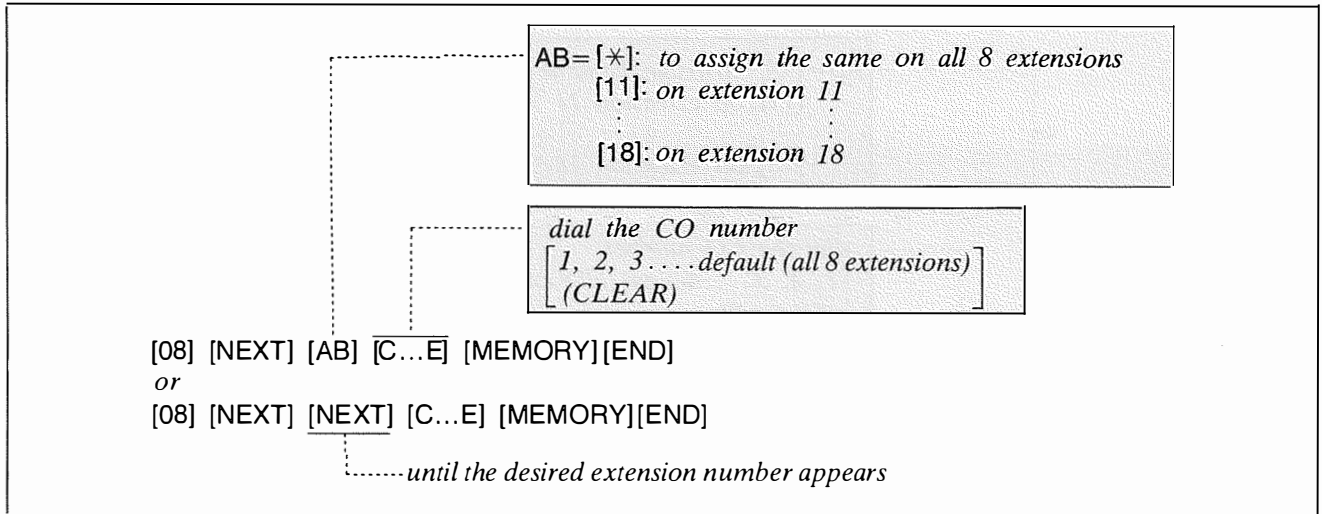 AB=[✳]: to assign the same on all 8 extensions
[11]: on extension 11
[18]: on extension 18
dial the CO number
1, 2, 3....default (all 8 extensions)
(CLEAR)
[08] [NEXT] [AB] [C...E] [MEMORY][END]
or
[08] [NEXT] [NEXT] [C...E] [MEMORY][END]
until the desired extension number appears